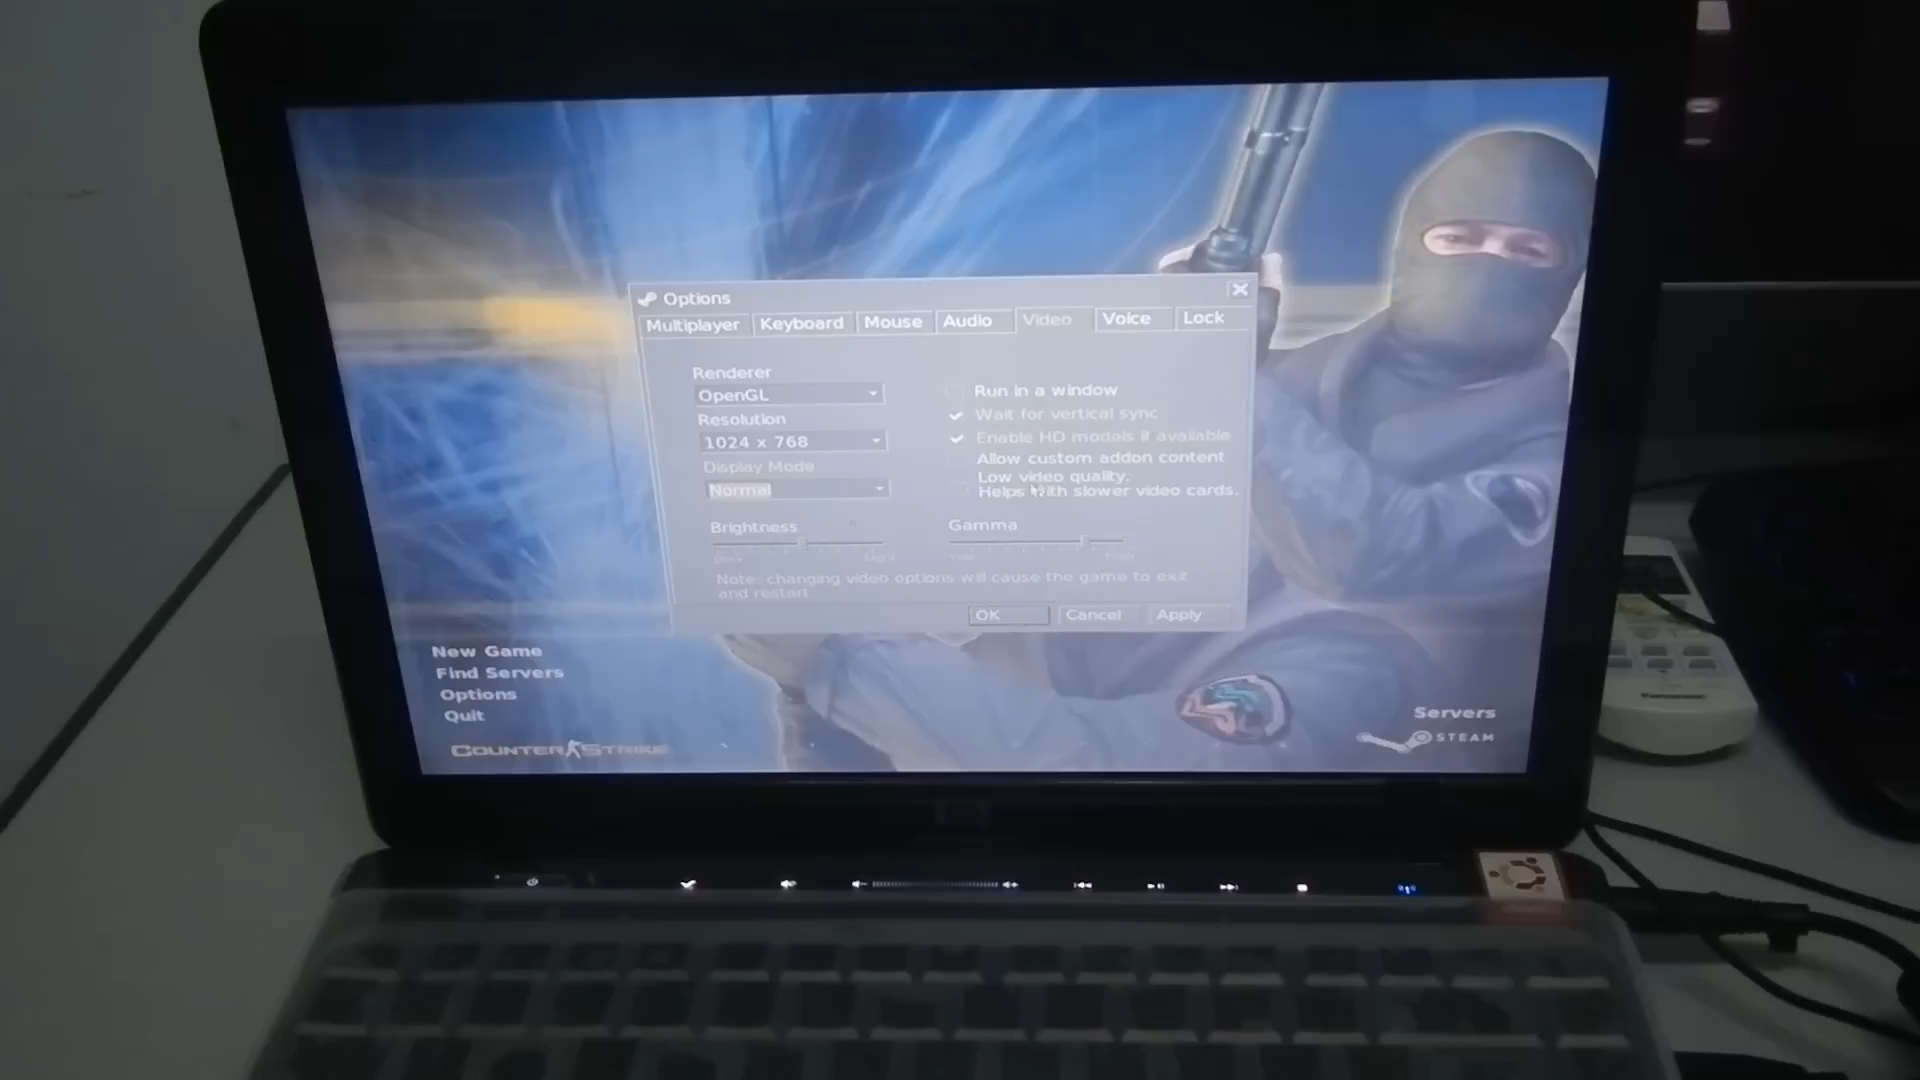 Options
Multiplayer
Keyboard
Mouse
Audio
Video
Voice
Lock
Renderer
OpenGL
Resolution
1024 x 768
Display Mode
Normal
Run in a window
Wait for vertical sync
Enable HD models if available
Allow custom addon content
Low video quality.
Helps with slower video cards.
Brightness
Gamma
Note: changing video options will cause the game to exit
and restart.
OK
Cancel
Apply
New Game
Find Servers
Options
Quit
COUNTER STRIKE
Servers
STEAM
Panasonic